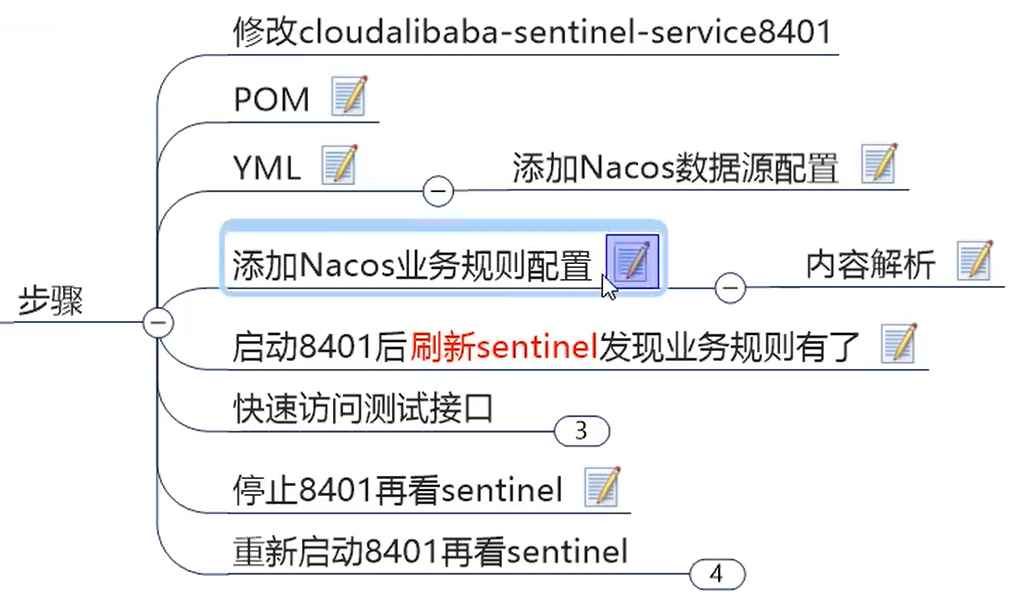 修改cloudalibaba-sentinel-service8401
POM
YML
添加Nacos数据源配置
添加Nacos业务规则配置
内容解析
步骤
启动8401后刷新sentinel发现业务规则有了
快速访问测试接口
3
停止8401再看sentinel
重新启动8401再看sentinel
4